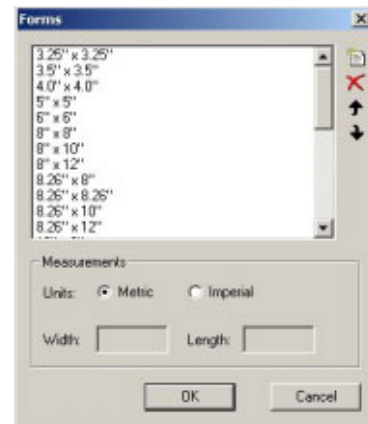 Forms
3.25" x 3.25"
3.5" x 3.5"
4.0" x 4.0"
5" x 5"
6" x 6"
8" x 8"
8" x 10"
8" x 12"
8.26" x 8"
8.26" x 8.26"
8.26" x 10"
8.26" x 12"
Measurements
Units: Metric Imperial
Width: Length:
OK Cancel